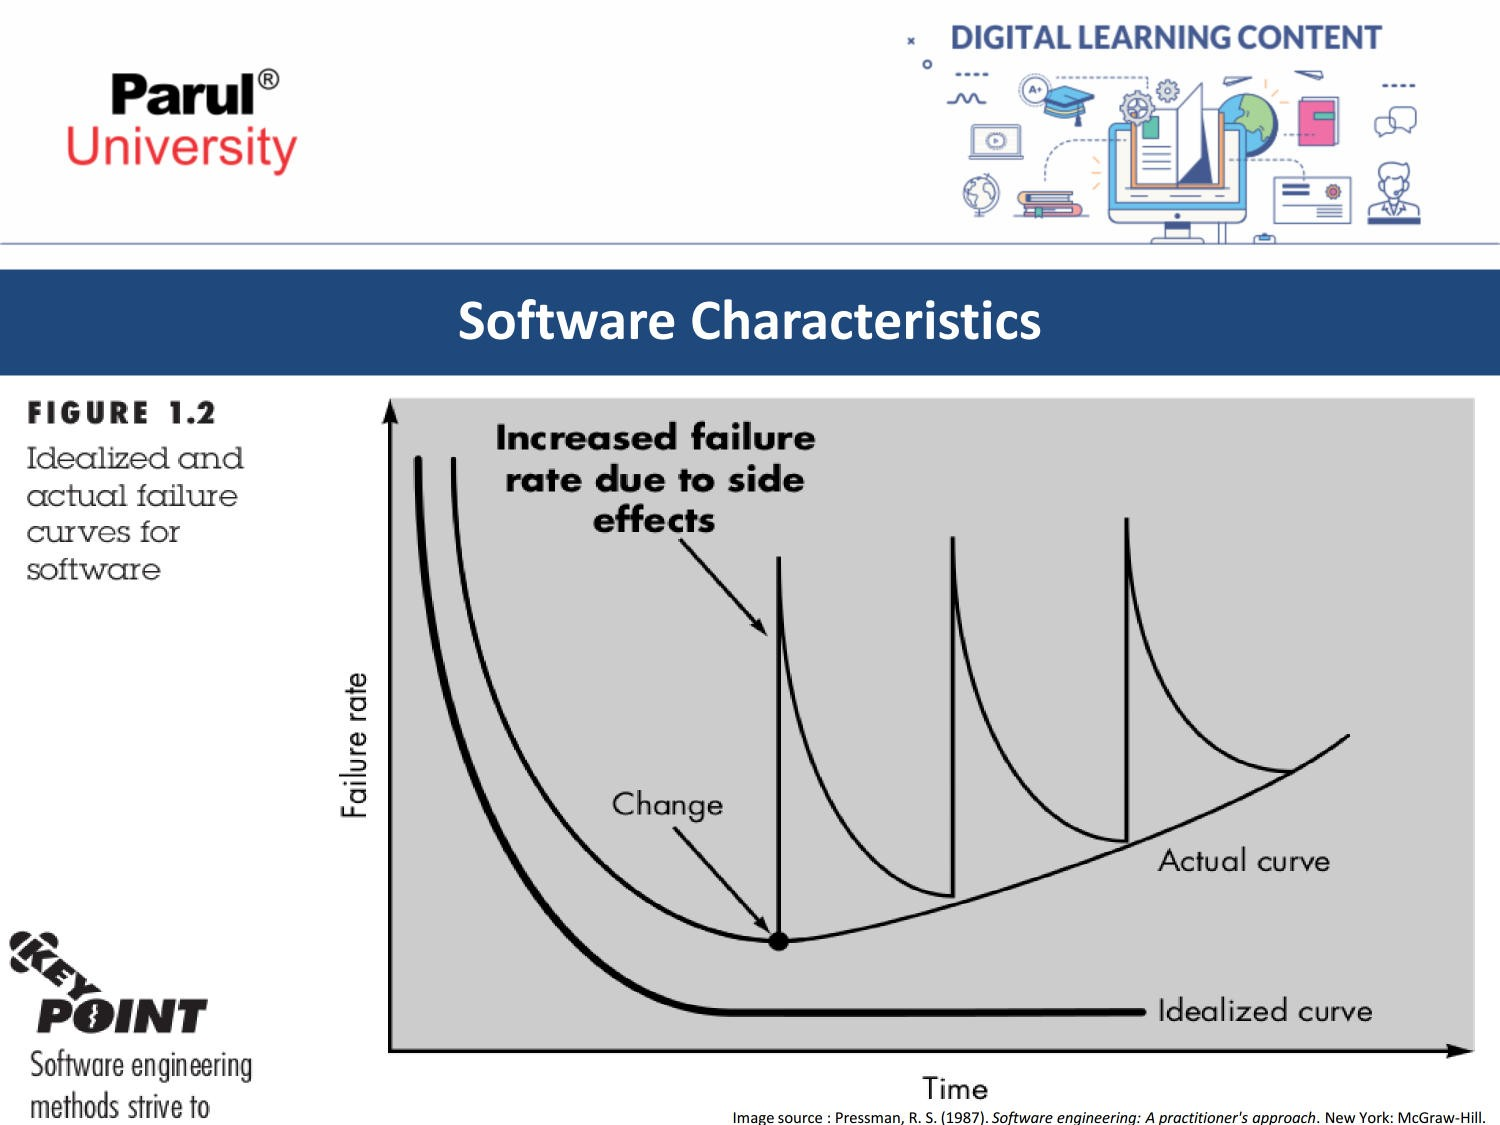 DIGITAL LEARNING CONTENT
Parul®
University
A+
Software Characteristics
FIGURE 1.2
Idealized and
actual failure
curves for
software
Increased failure
rate due to side
effects
Failure rate
Change
Actual curve
Idealized curve
Time
KEY
POINT
Software engineering
methods strive to
Image source : Pressman, R. S. (1987). Software engineering: A practitioner's approach. New York: McGraw-Hill.